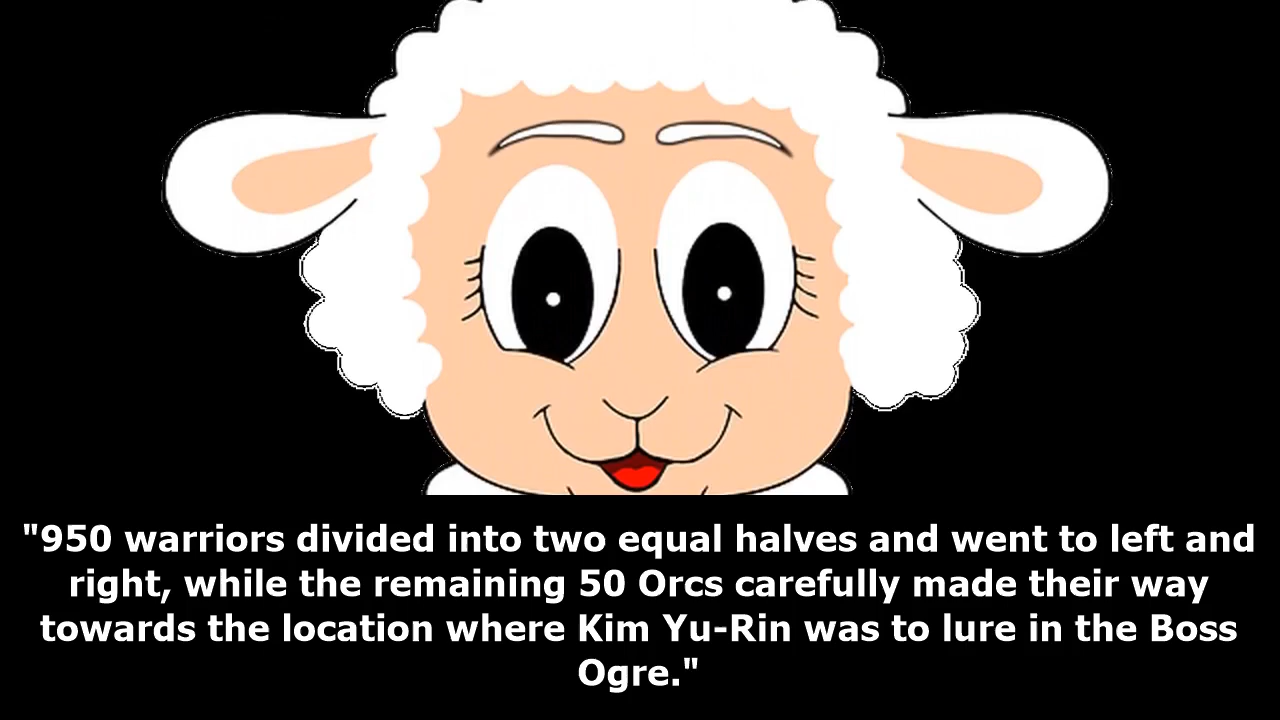 "950 warriors divided into two equal halves and went to left and
right, while the remaining 50 Orcs carefully made their way
towards the location where Kim Yu-Rin was to lure in the Boss
Ogre."